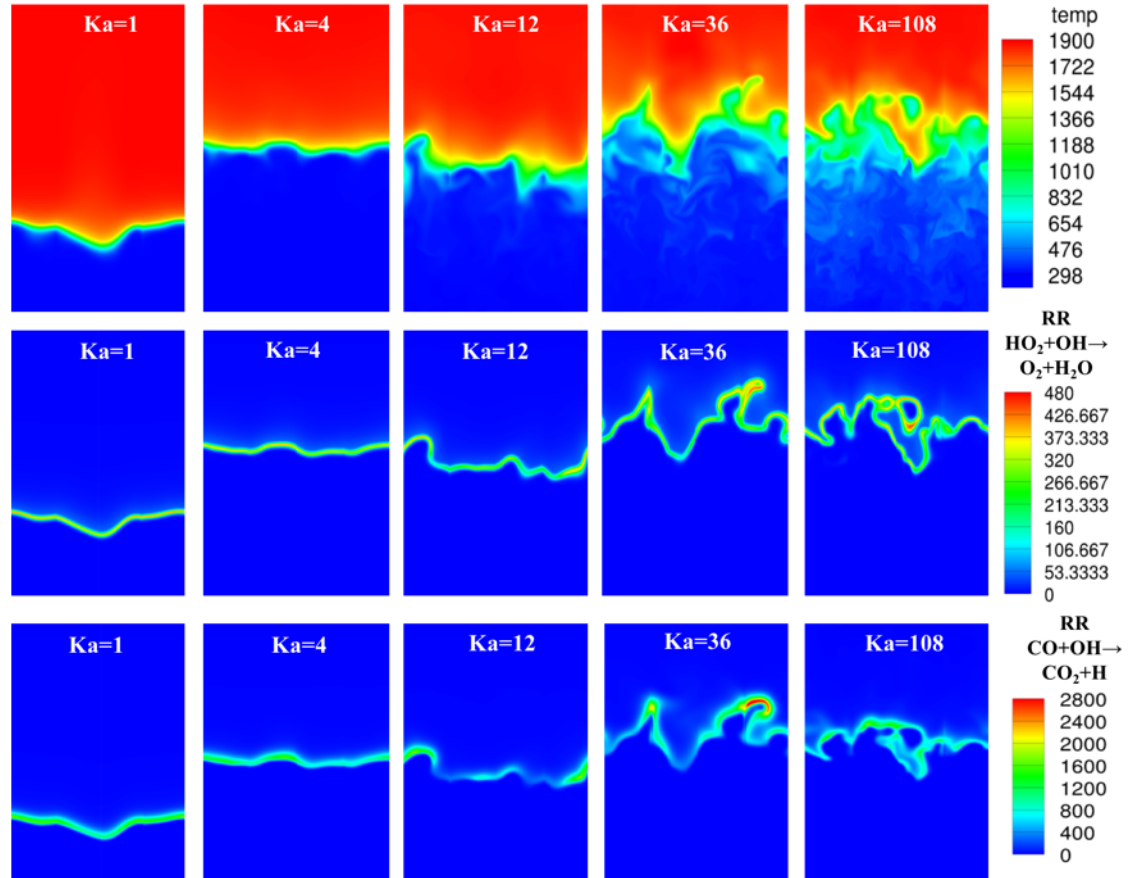 Ka=1 Ka=4 Ka=12 Ka=36 Ka=108
temp
1900
1722
1544
1366
1188
1010
832
654
476
298
Ka=1 Ka=4 Ka=12 Ka=36 Ka=108
RR
HO₂+OH→
O₂+H₂O
480
426.667
373.333
320
266.667
213.333
160
106.667
53.3333
0
Ka=1 Ka=4 Ka=12 Ka=36 Ka=108
RR
CO+OH→
CO₂+H
2800
2400
2000
1600
1200
800
400
0